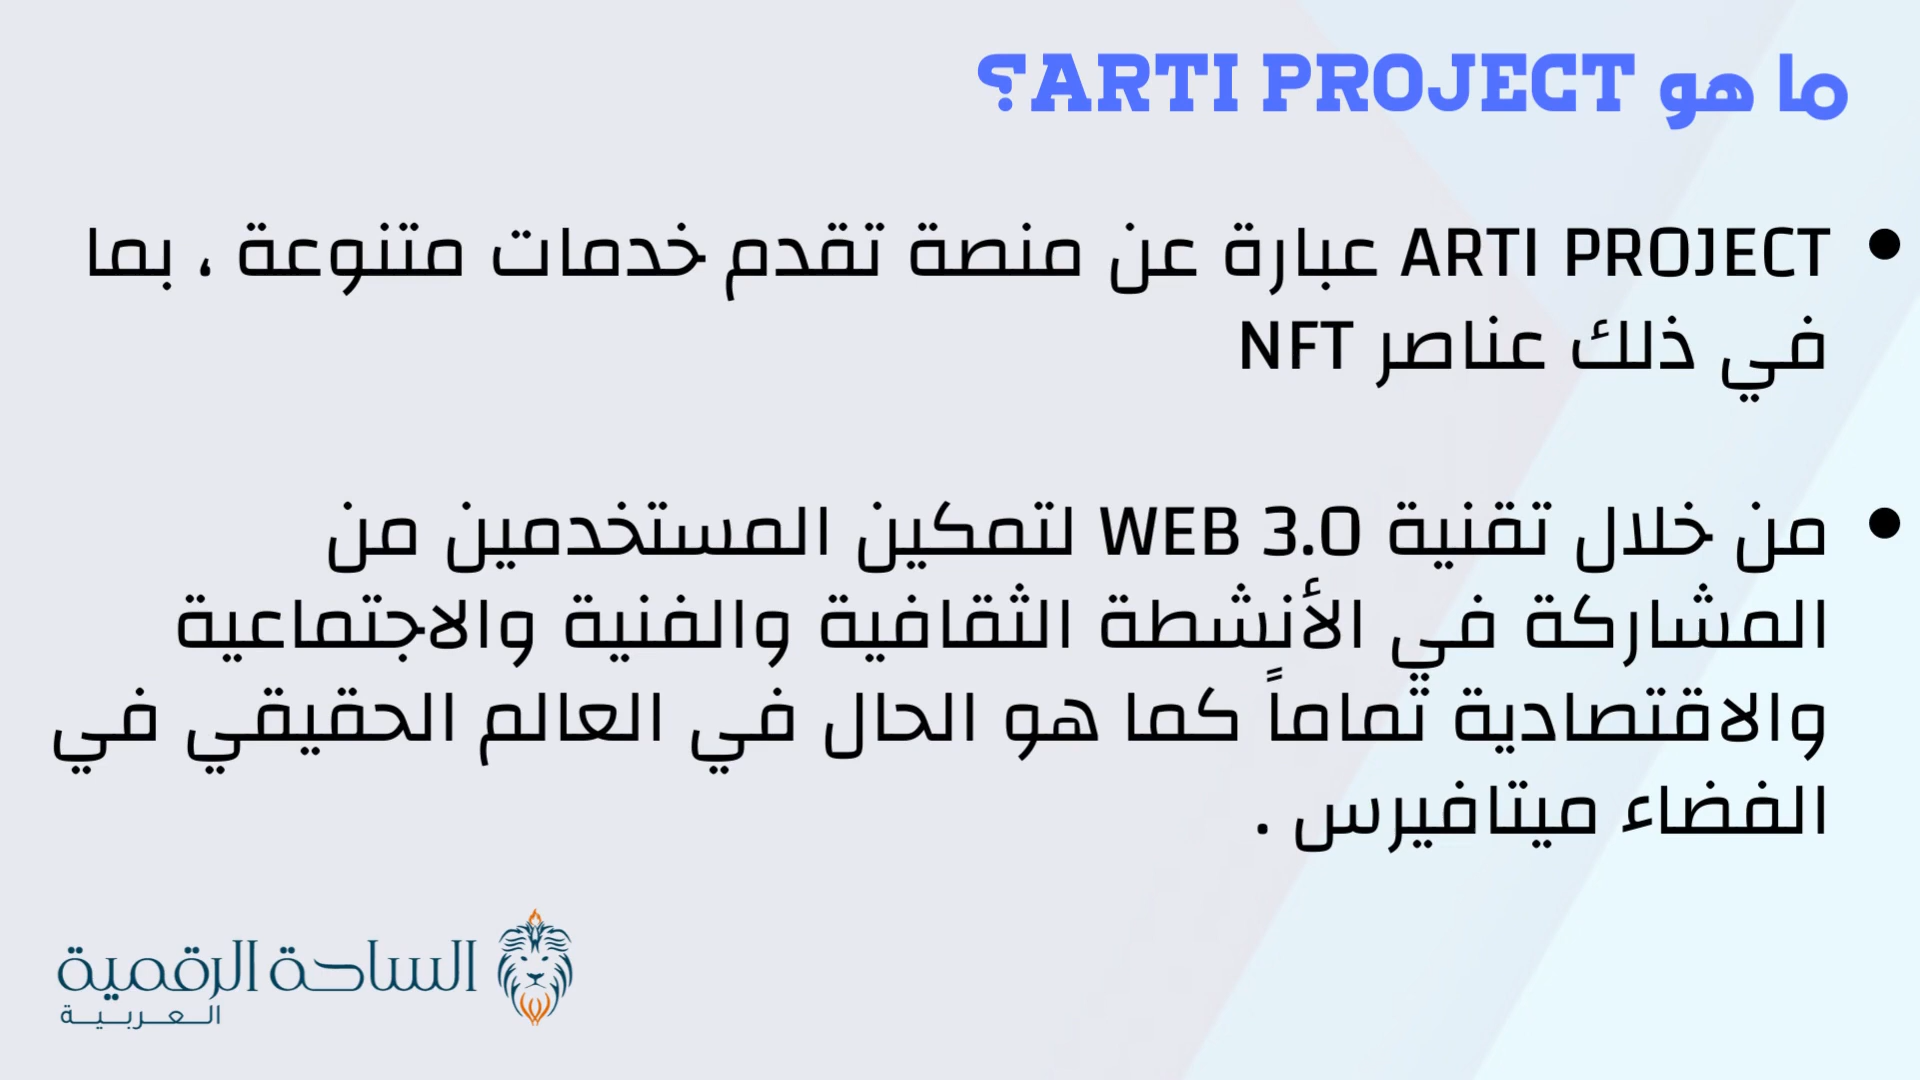 ما هو ARTI PROJECT؟
• ARTI PROJECT عبارة عن منصة تقدم خدمات متنوعة ، بما
في ذلك عناصر NFT
• من خلال تقنية WEB 3.0 لتمكين المستخدمين من
المشاركة في الأنشطة الثقافية والفنية والاجتماعية
والاقتصادية تماماً كما هو الحال في العالم الحقيقي في
الفضاء ميتافيرس .
الساحة الرقمية
العربية